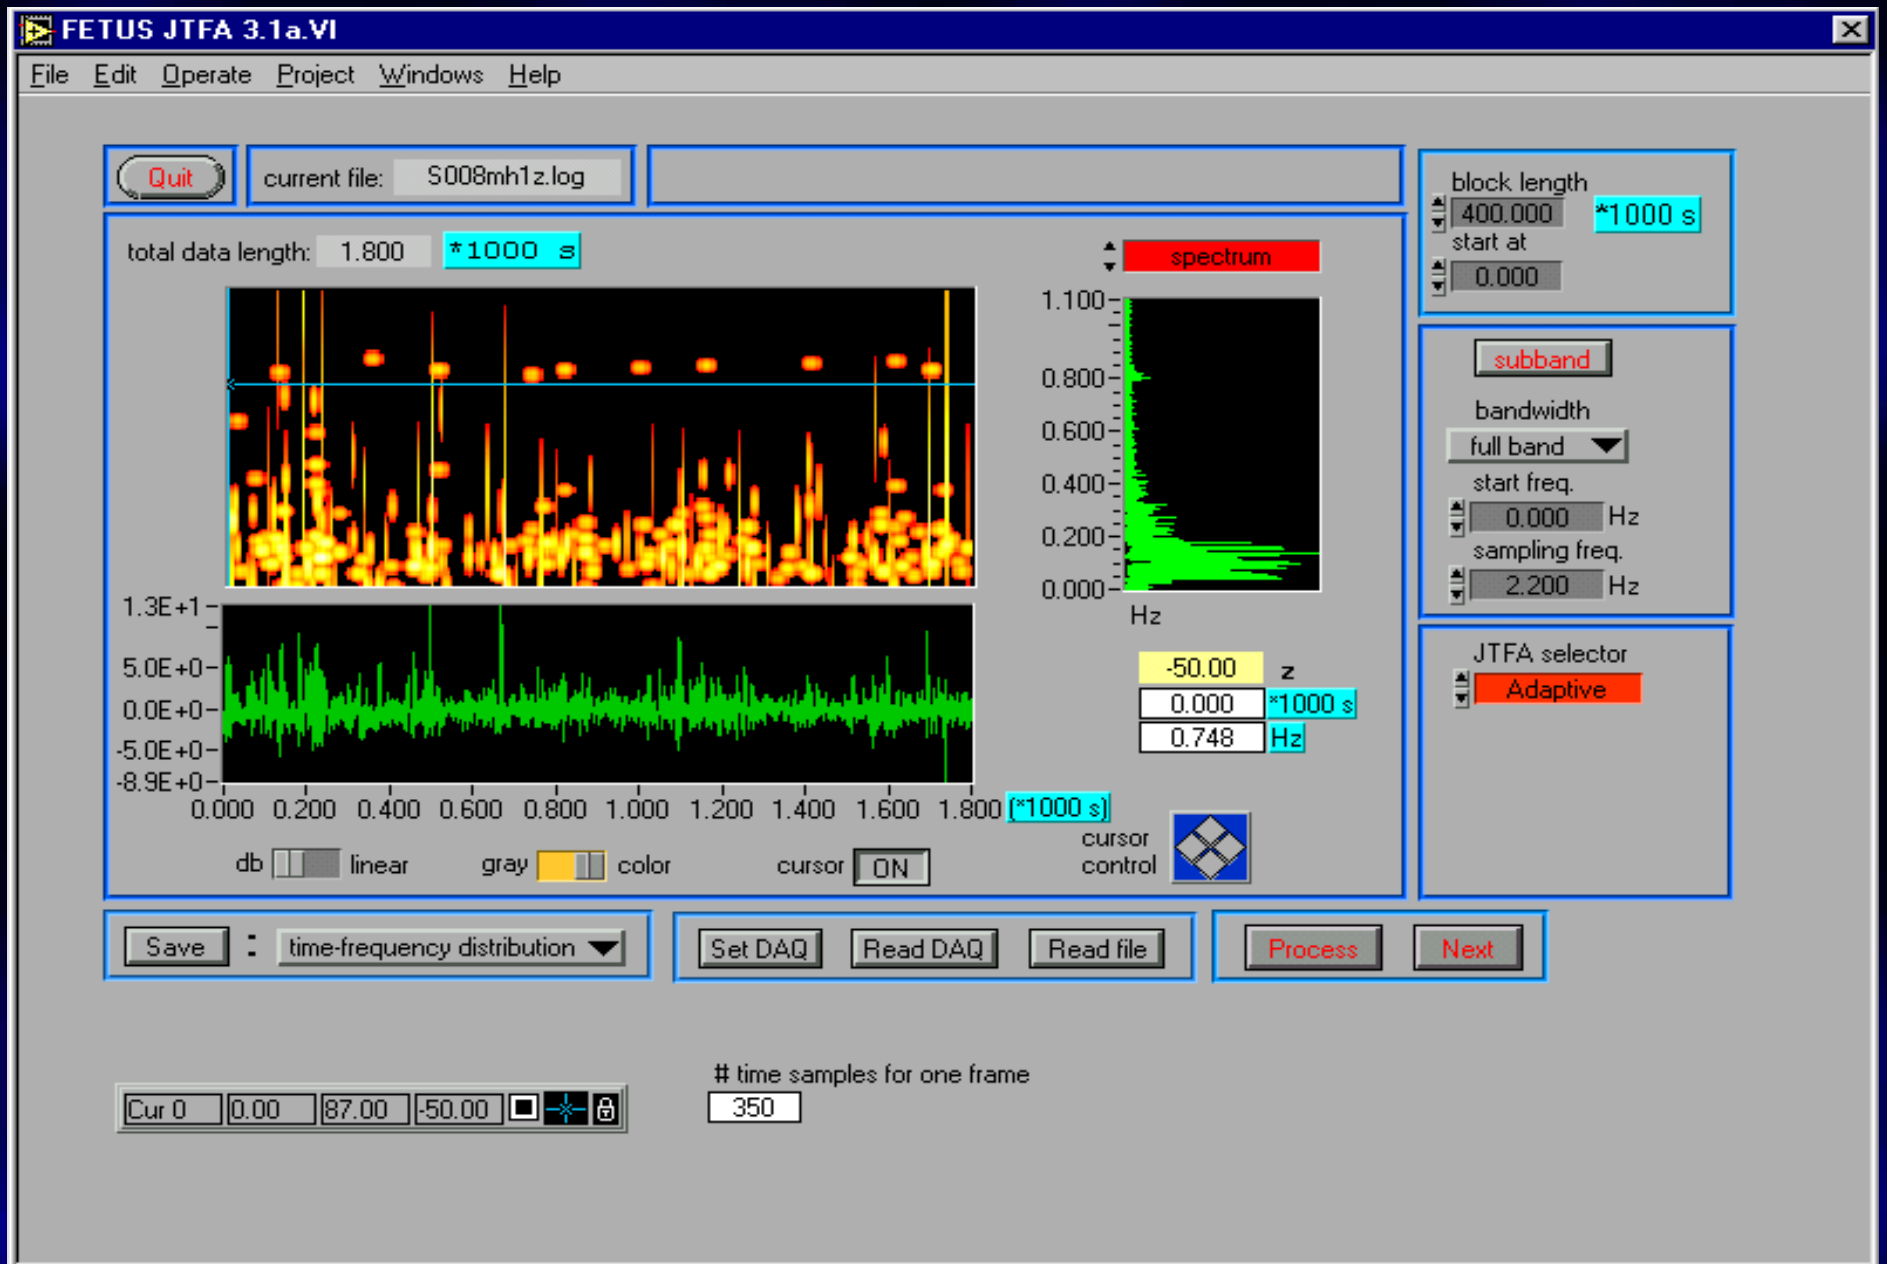 FETUS JTFA 3.1a.VI
File Edit Operate Project Windows Help
Quit
current file: S008mh1z.log
total data length: 1.800 *1000 s
spectrum
1.100
0.800
0.600
0.400
0.200
0.000
Hz
1.3E+1
5.0E+0
0.0E+0
-5.0E+0
-8.9E+0
0.000 0.200 0.400 0.600 0.800 1.000 1.200 1.400 1.600 1.800 (*1000 s)
-50.00 z
0.000 *1000 s
0.748 Hz
db linear gray color cursor ON
cursor
control
block length
400.000 *1000 s
start at
0.000
subband
bandwidth
full band
start freq.
0.000 Hz
sampling freq.
2.200 Hz
JTFA selector
Adaptive
Save : time-frequency distribution
Set DAQ Read DAQ Read file
Process Next
Cur 0 0.00 87.00 -50.00
# time samples for one frame
350